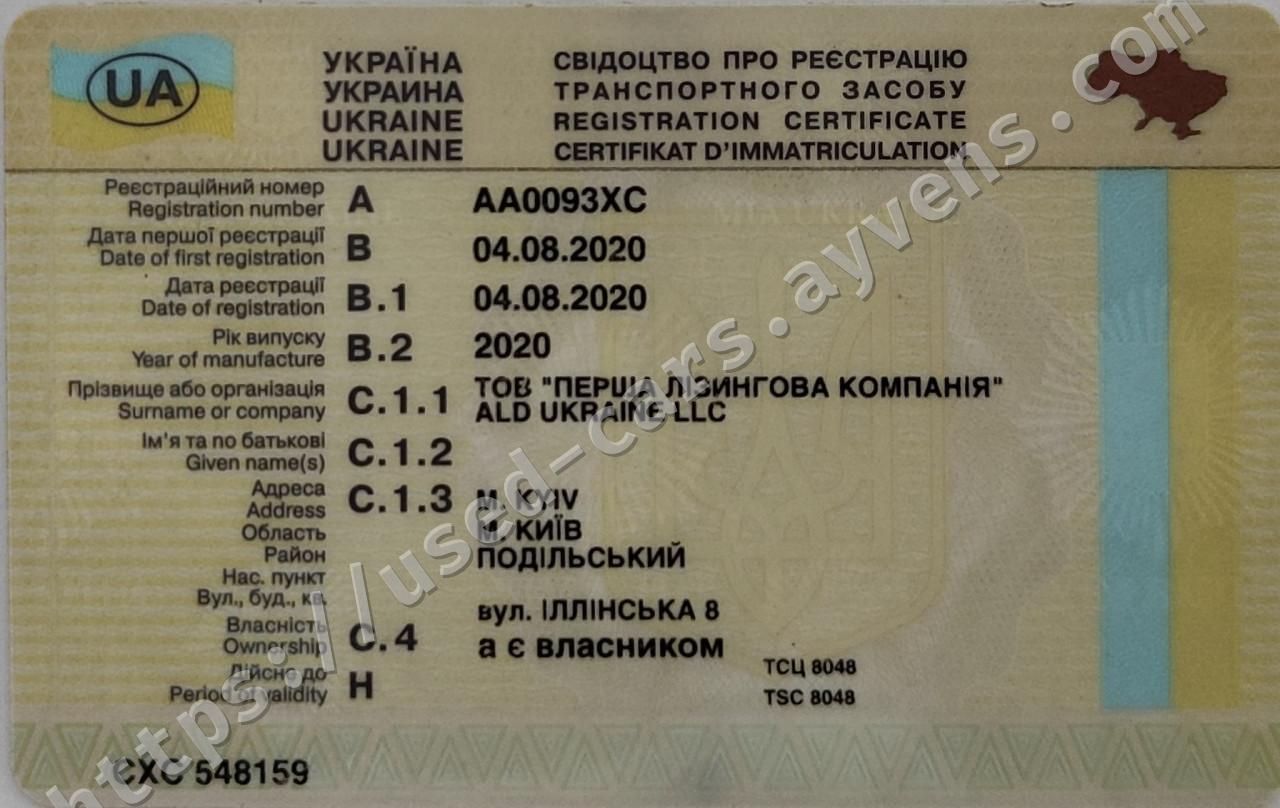 UA
УКРАЇНА
УКРАИНА
UKRAINE
UKRAINE
СВІДОЦТВО ПРО РЕЄСТРАЦІЮ
ТРАНСПОРТНОГО ЗАСОБУ
REGISTRATION CERTIFICATE
CERTIFIKAT D'IMMATRICULATION
Реєстраційний номер
Registration number A AA0093XC
Дата першої реєстрації
Date of first registration B 04.08.2020
Дата реєстрації
Date of registration B.1 04.08.2020
Рік випуску
Year of manufacture B.2 2020
Прізвище або організація
Surname or company C.1.1 ТОВ "ПЕРША ЛІЗИНГОВА КОМПАНІЯ"
ALD UKRAINE LLC
Ім'я та по батькові
Given name(s) C.1.2
Адреса
Address C.1.3 M. KYIV
Область М. КИЇВ
Район ПОДІЛЬСЬКИЙ
Нас. пункт
Вул., буд., кв. вул. ІЛЛІНСЬКА 8
Власність
Ownership C.4 а є власником
Дійсно до
Period of validity H
ТСЦ 8048
TSC 8048
CXC 548159
https://used-cars.ayvens.com